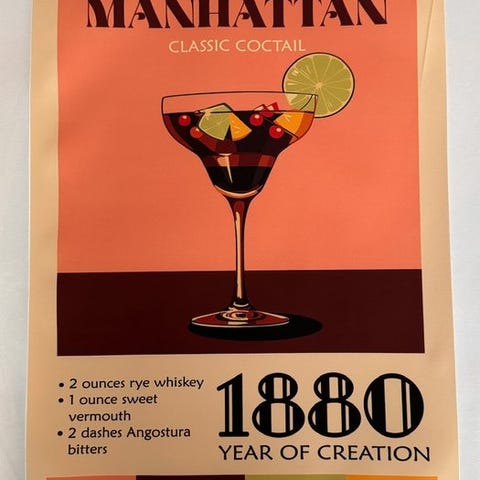 MANHATTAN
CLASSIC COCTAIL
• 2 ounces rye whiskey
• 1 ounce sweet
vermouth
• 2 dashes Angostura
bitters
1880
YEAR OF CREATION